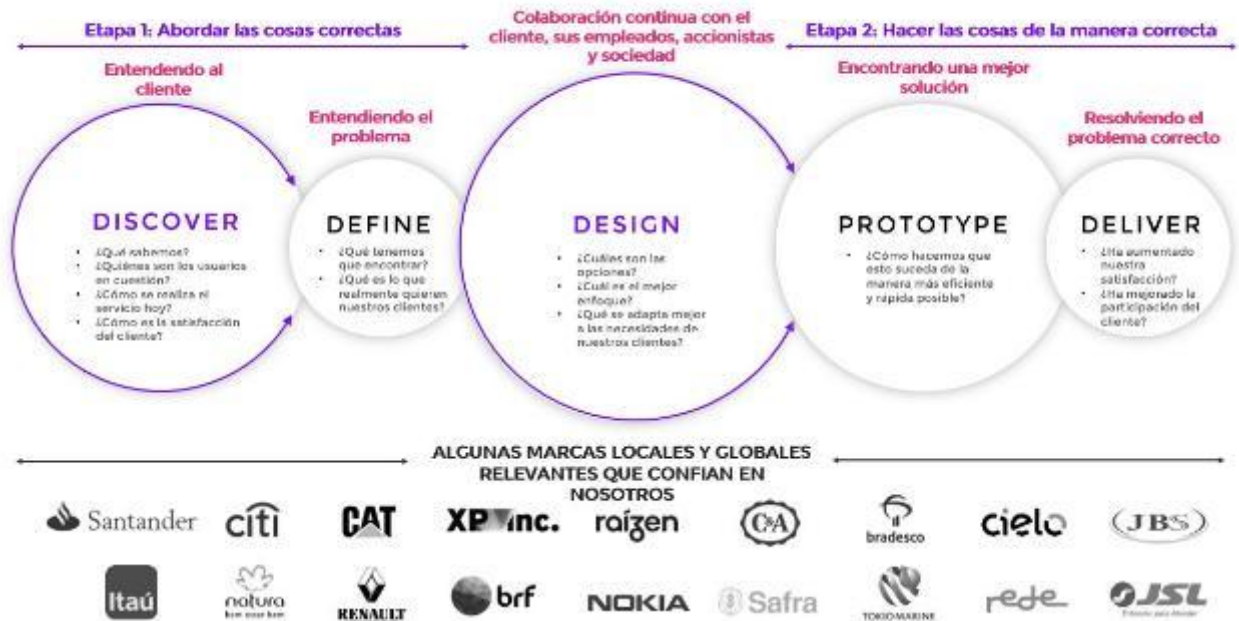 Etapa 1: Abordar las cosas correctas
Colaboración continua con el
cliente, sus empleados, accionistas
y sociedad
Etapa 2: Hacer las cosas de la manera correcta
Entendendo al
cliente
Entendiendo el
problema
Encontrando una mejor
solución
Resolviendo el
problema correcto
DISCOVER
• ¿Qué sabemos?
• ¿Quiénes son los usuarios
en cuestión?
• ¿Cómo se realiza el
servicio hoy?
• ¿Cómo es la satisfacción
del cliente?
DEFINE
• ¿Qué tenemos
que encontrar?
• ¿Qué es lo que
realmente quieren
nuestros clientes?
DESIGN
• ¿Cuáles son las
opciones?
• ¿Cuál es el mejor
enfoque?
• ¿Qué se adapta mejor
a las necesidades de
nuestros clientes?
PROTOTYPE
• ¿Cómo hacemos que
esto suceda de la
manera más eficiente
y rápida posible?
DELIVER
• ¿Ha aumentado
nuestra
satisfacción?
• ¿Ha mejorado la
participación del
cliente?
ALGUNAS MARCAS LOCALES Y GLOBALES
RELEVANTES QUE CONFIAN EN
NOSOTROS
Santander
citi
CAT
XP inc.
raízen
C&A
bradesco
cielo
JBS
Itaú
natura
bem estar bem
RENAULT
brf
NOKIA
Safra
TOKIO MARINE
rede
JSL